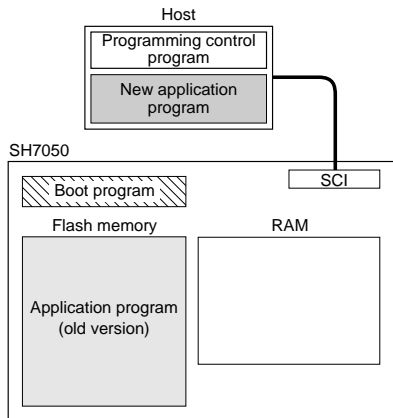 Host
Programming control
program
New application
program
SH7050
SCI
Boot program
Flash memory
RAM
Application program
(old version)